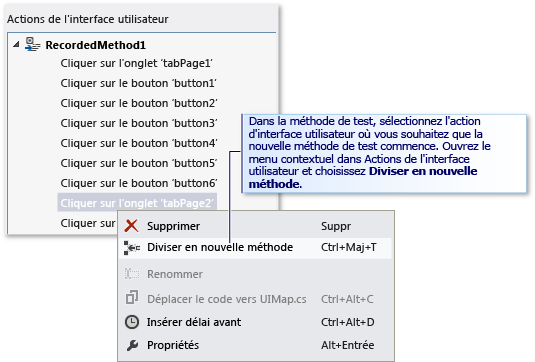 Actions de l'interface utilisateur
RecordedMethod1
Cliquer sur l'onglet 'tabPage1'
Cliquer sur le bouton 'button1'
Cliquer sur le bouton 'button2'
Cliquer sur le bouton 'button3'
Cliquer sur le bouton 'button4'
Cliquer sur le bouton 'button5'
Cliquer sur le bouton 'button6'
Cliquer sur l'onglet 'tabPage2'
Cliquer sur
Dans la méthode de test, sélectionnez l'action
d'interface utilisateur où vous souhaitez que la
nouvelle méthode de test commence. Ouvrez le
menu contextuel dans Actions de l'interface
utilisateur et choisissez Diviser en nouvelle
méthode.
Supprimer Suppr
Diviser en nouvelle méthode Ctrl+Maj+T
Renommer
Déplacer le code vers UIMap.cs Ctrl+Alt+C
Insérer délai avant Ctrl+Alt+D
Propriétés Alt+Entrée